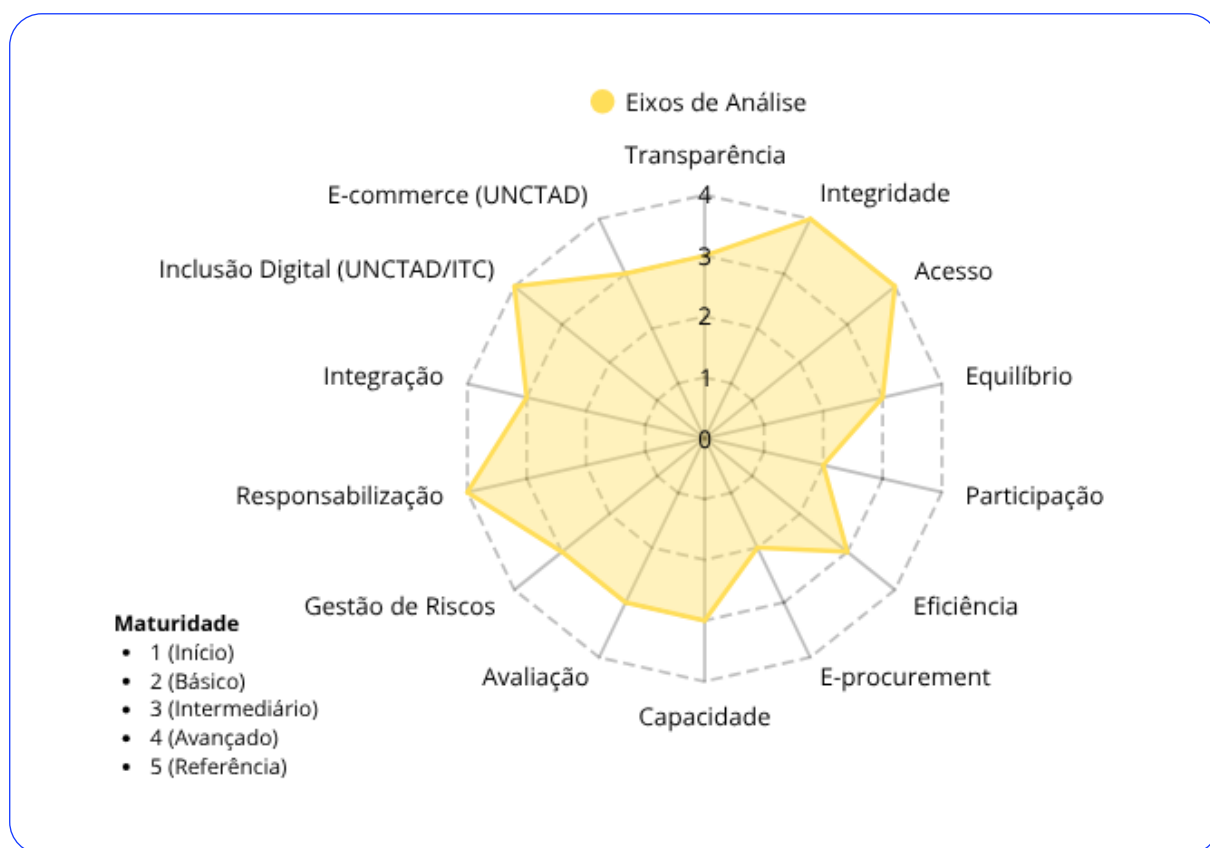 Eixos de Análise
Transparência
E-commerce (UNCTAD)
Integridade
Inclusão Digital (UNCTAD/ITC)
Acesso
Integração
Equilíbrio
Responsabilização
Participação
Gestão de Riscos
Eficiência
Avaliação
E-procurement
Capacidade
4
3
2
1
0
Maturidade
• 1 (Início)
• 2 (Básico)
• 3 (Intermediário)
• 4 (Avançado)
• 5 (Referência)